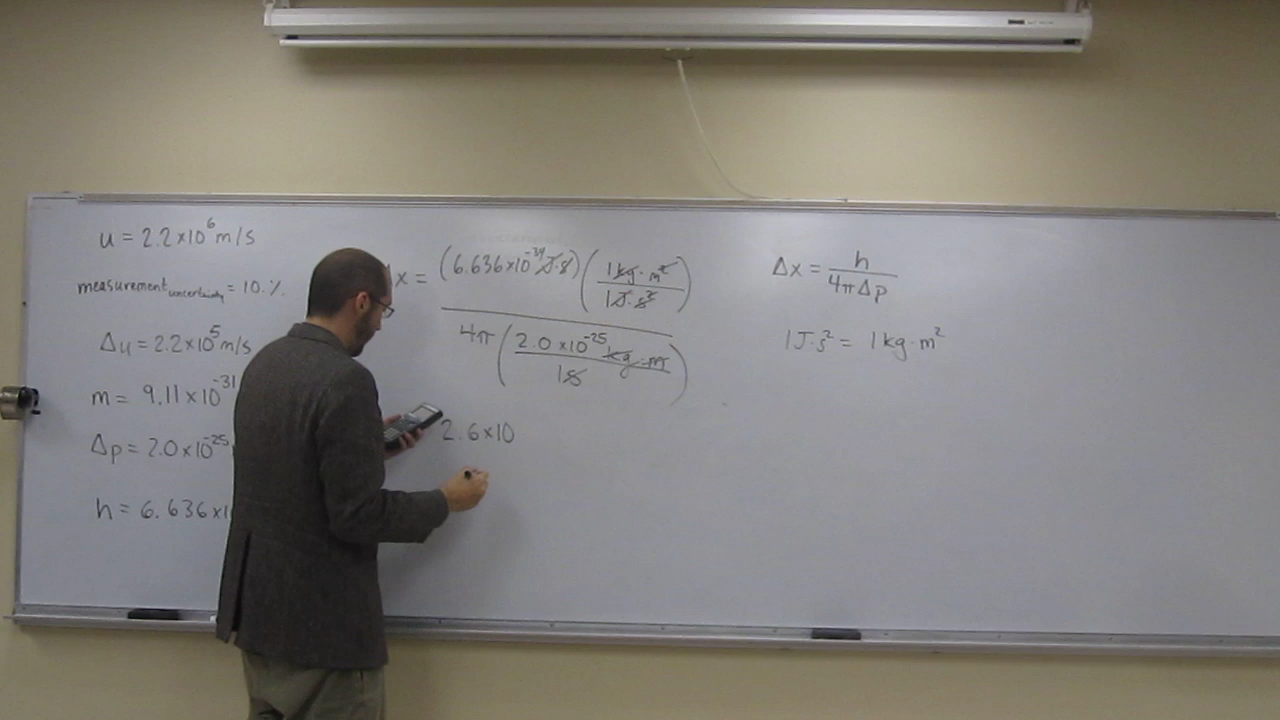 u = 2.2×10⁶ m/s
measurement uncertainty = 10.%
Δu = 2.2×10⁵ m/s
m = 9.11×10⁻³¹
Δp = 2.0×10⁻²⁵
h = 6.636×1
x = (6.636×10⁻³⁴ J·s) (1kg·m² / 1J·s²)
4π (2.0×10⁻²⁵ kg·m / 1s)
2.6×10
Δx = h / 4πΔp
1J·s² = 1kg·m²